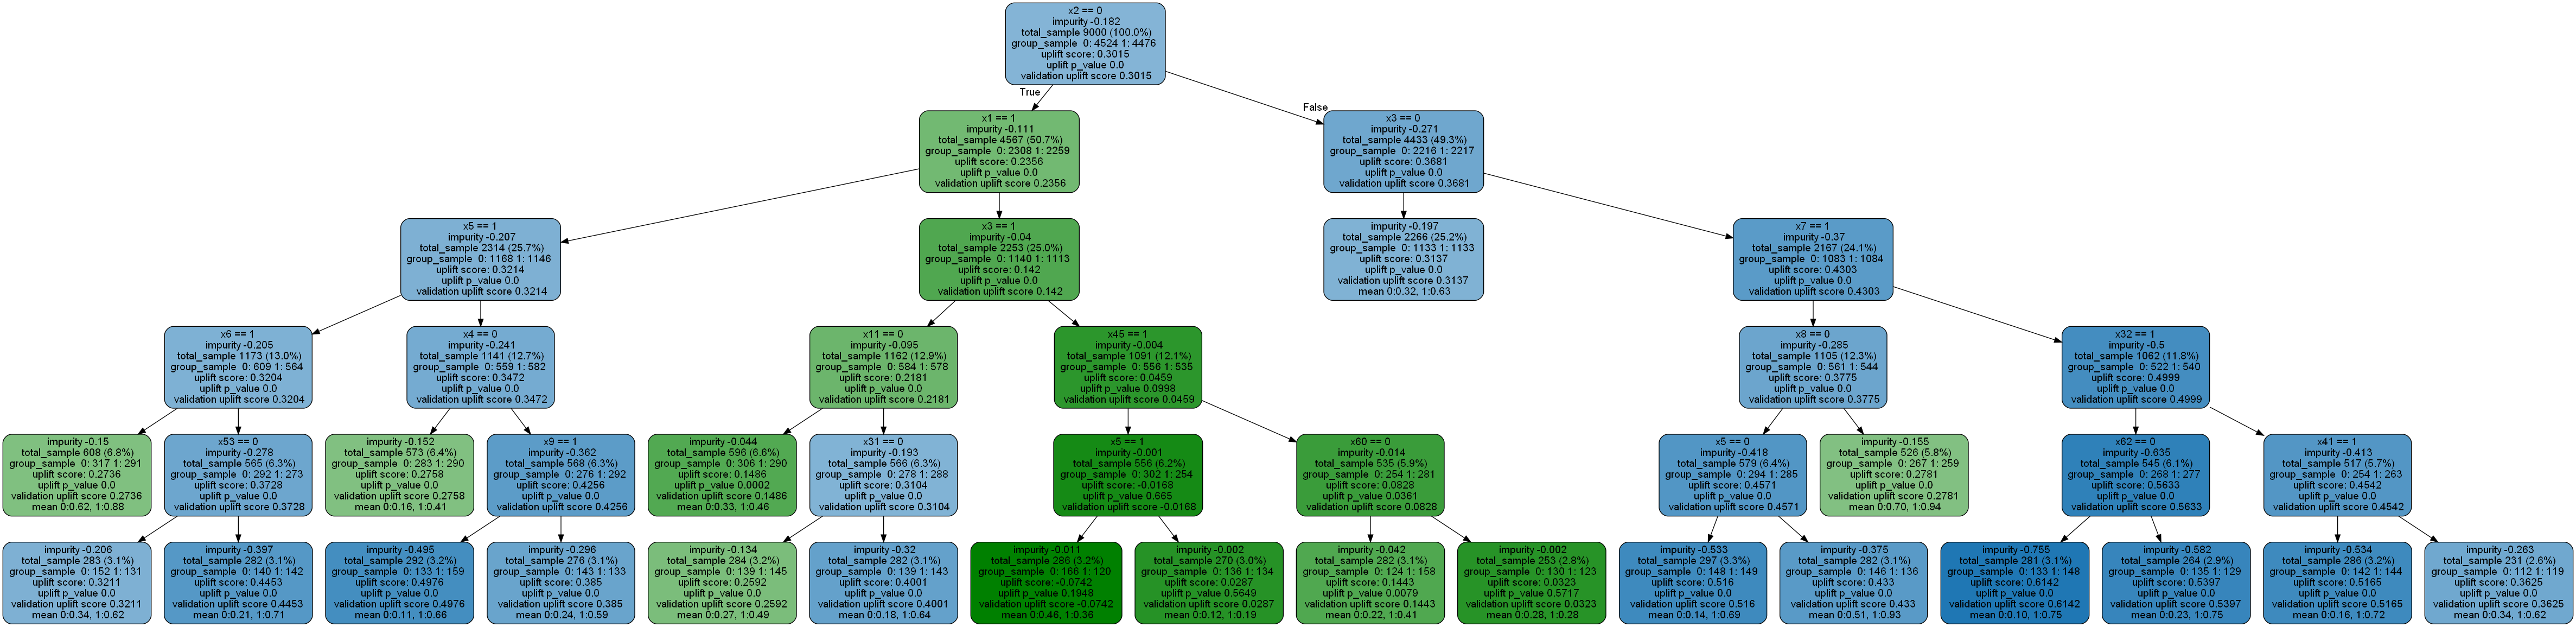 x2 == 0
impurity -0.182
total_sample 9000 (100.0%)
group_sample 0: 4524 1: 4476
uplift score: 0.3015
uplift p_value 0.0
validation uplift score 0.3015
True
False
x1 == 1
impurity -0.111
total_sample 4567 (50.7%)
group_sample 0: 2308 1: 2259
uplift score: 0.2356
uplift p_value 0.0
validation uplift score 0.2356
x3 == 0
impurity -0.271
total_sample 4433 (49.3%)
group_sample 0: 2216 1: 2217
uplift score: 0.3681
uplift p_value 0.0
validation uplift score 0.3681
x5 == 1
impurity -0.207
total_sample 2314 (25.7%)
group_sample 0: 1168 1: 1146
uplift score: 0.3214
uplift p_value 0.0
validation uplift score 0.3214
x3 == 1
impurity -0.04
total_sample 2253 (25.0%)
group_sample 0: 1140 1: 1113
uplift score: 0.142
uplift p_value 0.0
validation uplift score 0.142
impurity -0.197
total_sample 2266 (25.2%)
group_sample 0: 1133 1: 1133
uplift score: 0.3137
uplift p_value 0.0
validation uplift score 0.3137
mean 0:0.32, 1:0.63
x7 == 1
impurity -0.37
total_sample 2167 (24.1%)
group_sample 0: 1083 1: 1084
uplift score: 0.4303
uplift p_value 0.0
validation uplift score 0.4303
x6 == 1
impurity -0.205
total_sample 1173 (13.0%)
group_sample 0: 609 1: 564
uplift score: 0.3204
uplift p_value 0.0
validation uplift score 0.3204
x4 == 0
impurity -0.241
total_sample 1141 (12.7%)
group_sample 0: 559 1: 582
uplift score: 0.3472
uplift p_value 0.0
validation uplift score 0.3472
x11 == 0
impurity -0.095
total_sample 1162 (12.9%)
group_sample 0: 584 1: 578
uplift score: 0.2181
uplift p_value 0.0
validation uplift score 0.2181
x45 == 1
impurity -0.004
total_sample 1091 (12.1%)
group_sample 0: 556 1: 535
uplift score: 0.0459
uplift p_value 0.0998
validation uplift score 0.0459
x8 == 0
impurity -0.285
total_sample 1105 (12.3%)
group_sample 0: 561 1: 544
uplift score: 0.3775
uplift p_value 0.0
validation uplift score 0.3775
x32 == 1
impurity -0.5
total_sample 1062 (11.8%)
group_sample 0: 522 1: 540
uplift score: 0.4999
uplift p_value 0.0
validation uplift score 0.4999
impurity -0.15
total_sample 608 (6.8%)
group_sample 0: 317 1: 291
uplift score: 0.2736
uplift p_value 0.0
validation uplift score 0.2736
mean 0:0.62, 1:0.88
x53 == 0
impurity -0.278
total_sample 565 (6.3%)
group_sample 0: 292 1: 273
uplift score: 0.3728
uplift p_value 0.0
validation uplift score 0.3728
impurity -0.152
total_sample 573 (6.4%)
group_sample 0: 283 1: 290
uplift score: 0.2758
uplift p_value 0.0
validation uplift score 0.2758
mean 0:0.16, 1:0.41
x9 == 1
impurity -0.362
total_sample 568 (6.3%)
group_sample 0: 276 1: 292
uplift score: 0.4256
uplift p_value 0.0
validation uplift score 0.4256
impurity -0.044
total_sample 596 (6.6%)
group_sample 0: 306 1: 290
uplift score: 0.1486
uplift p_value 0.0002
validation uplift score 0.1486
mean 0:0.33, 1:0.46
x31 == 0
impurity -0.193
total_sample 566 (6.3%)
group_sample 0: 278 1: 288
uplift score: 0.3104
uplift p_value 0.0
validation uplift score 0.3104
x5 == 1
impurity -0.001
total_sample 556 (6.2%)
group_sample 0: 302 1: 254
uplift score: -0.0168
uplift p_value 0.665
validation uplift score -0.0168
x60 == 0
impurity -0.014
total_sample 535 (5.9%)
group_sample 0: 254 1: 281
uplift score: 0.0828
uplift p_value 0.0361
validation uplift score 0.0828
x5 == 0
impurity -0.418
total_sample 579 (6.4%)
group_sample 0: 294 1: 285
uplift score: 0.4571
uplift p_value 0.0
validation uplift score 0.4571
impurity -0.155
total_sample 526 (5.8%)
group_sample 0: 267 1: 259
uplift score: 0.2781
uplift p_value 0.0
validation uplift score 0.2781
mean 0:0.70, 1:0.94
x62 == 0
impurity -0.635
total_sample 545 (6.1%)
group_sample 0: 268 1: 277
uplift score: 0.5633
uplift p_value 0.0
validation uplift score 0.5633
x41 == 1
impurity -0.413
total_sample 517 (5.7%)
group_sample 0: 254 1: 263
uplift score: 0.4542
uplift p_value 0.0
validation uplift score 0.4542
impurity -0.206
total_sample 283 (3.1%)
group_sample 0: 152 1: 131
uplift score: 0.3211
uplift p_value 0.0
validation uplift score 0.3211
mean 0:0.34, 1:0.62
impurity -0.397
total_sample 282 (3.1%)
group_sample 0: 140 1: 142
uplift score: 0.4453
uplift p_value 0.0
validation uplift score 0.4453
mean 0:0.21, 1:0.71
impurity -0.495
total_sample 292 (3.2%)
group_sample 0: 133 1: 159
uplift score: 0.4976
uplift p_value 0.0
validation uplift score 0.4976
mean 0:0.11, 1:0.66
impurity -0.296
total_sample 276 (3.1%)
group_sample 0: 143 1: 133
uplift score: 0.385
uplift p_value 0.0
validation uplift score 0.385
mean 0:0.24, 1:0.59
impurity -0.134
total_sample 284 (3.2%)
group_sample 0: 139 1: 145
uplift score: 0.2592
uplift p_value 0.0
validation uplift score 0.2592
mean 0:0.27, 1:0.49
impurity -0.32
total_sample 282 (3.1%)
group_sample 0: 139 1: 143
uplift score: 0.4001
uplift p_value 0.0
validation uplift score 0.4001
mean 0:0.18, 1:0.64
impurity -0.011
total_sample 286 (3.2%)
group_sample 0: 166 1: 120
uplift score: -0.0742
uplift p_value 0.1948
validation uplift score -0.0742
mean 0:0.46, 1:0.36
impurity -0.002
total_sample 270 (3.0%)
group_sample 0: 136 1: 134
uplift score: 0.0287
uplift p_value 0.5649
validation uplift score 0.0287
mean 0:0.12, 1:0.19
impurity -0.042
total_sample 282 (3.1%)
group_sample 0: 124 1: 158
uplift score: 0.1443
uplift p_value 0.0079
validation uplift score 0.1443
mean 0:0.22, 1:0.41
impurity -0.002
total_sample 253 (2.8%)
group_sample 0: 130 1: 123
uplift score: 0.0323
uplift p_value 0.5717
validation uplift score 0.0323
mean 0:0.28, 1:0.28
impurity -0.533
total_sample 297 (3.3%)
group_sample 0: 148 1: 149
uplift score: 0.516
uplift p_value 0.0
validation uplift score 0.516
mean 0:0.14, 1:0.69
impurity -0.375
total_sample 282 (3.1%)
group_sample 0: 146 1: 136
uplift score: 0.433
uplift p_value 0.0
validation uplift score 0.433
mean 0:0.51, 1:0.93
impurity -0.755
total_sample 281 (3.1%)
group_sample 0: 133 1: 148
uplift score: 0.6142
uplift p_value 0.0
validation uplift score 0.6142
mean 0:0.10, 1:0.75
impurity -0.582
total_sample 264 (2.9%)
group_sample 0: 135 1: 129
uplift score: 0.5397
uplift p_value 0.0
validation uplift score 0.5397
mean 0:0.23, 1:0.75
impurity -0.534
total_sample 286 (3.2%)
group_sample 0: 142 1: 144
uplift score: 0.5165
uplift p_value 0.0
validation uplift score 0.5165
mean 0:0.16, 1:0.72
impurity -0.263
total_sample 231 (2.6%)
group_sample 0: 112 1: 119
uplift score: 0.3625
uplift p_value 0.0
validation uplift score 0.3625
mean 0:0.34, 1:0.62